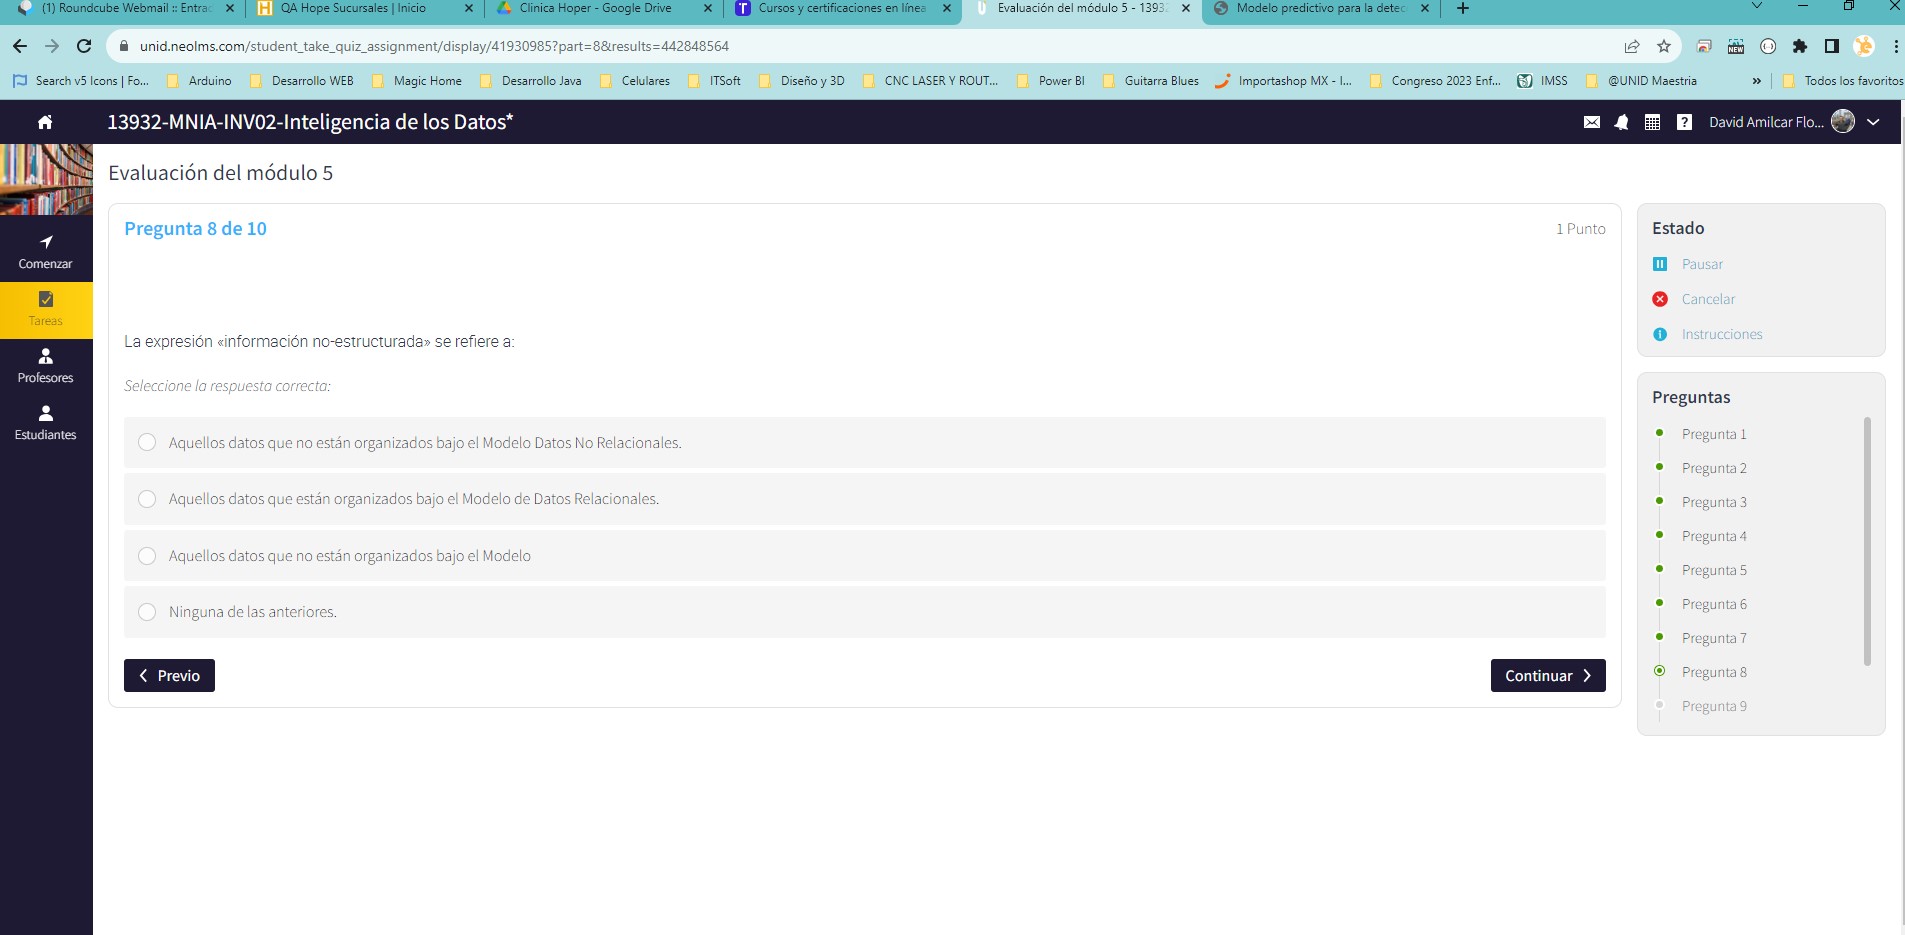 (1) Roundcube Webmail :: Entrad
QA Hope Sucursales | Inicio
Clinica Hoper - Google Drive
T
Cursos y certificaciones en línea
Evaluación del módulo 5 - 1393
Modelo predictivo para la detec
unid.neolms.com/student_take_quiz_assignment/display/41930985?part=8&results=442848564
NEW
Search v5 Icons | Fo...
Arduino
Desarrollo WEB
Magic Home
Desarrollo Java
Celulares
ITSoft
Diseño y 3D
CNC LASER Y ROUT...
Power BI
Guitarra Blues
Importashop MX - I...
Congreso 2023 Enf...
IMSS
@UNID Maestria
»
Todos los favoritos
13932-MNIA-INV02-Inteligencia de los Datos*
David Amilcar Flo...
Comenzar
Tareas
Profesores
Estudiantes
Evaluación del módulo 5
Pregunta 8 de 10
1 Punto
La expresión «información no-estructurada» se refiere a:
Seleccione la respuesta correcta:
Aquellos datos que no están organizados bajo el Modelo Datos No Relacionales.
Aquellos datos que están organizados bajo el Modelo de Datos Relacionales.
Aquellos datos que no están organizados bajo el Modelo
Ninguna de las anteriores.
Previo
Continuar
Estado
Pausar
Cancelar
Instrucciones
Preguntas
Pregunta 1
Pregunta 2
Pregunta 3
Pregunta 4
Pregunta 5
Pregunta 6
Pregunta 7
Pregunta 8
Pregunta 9